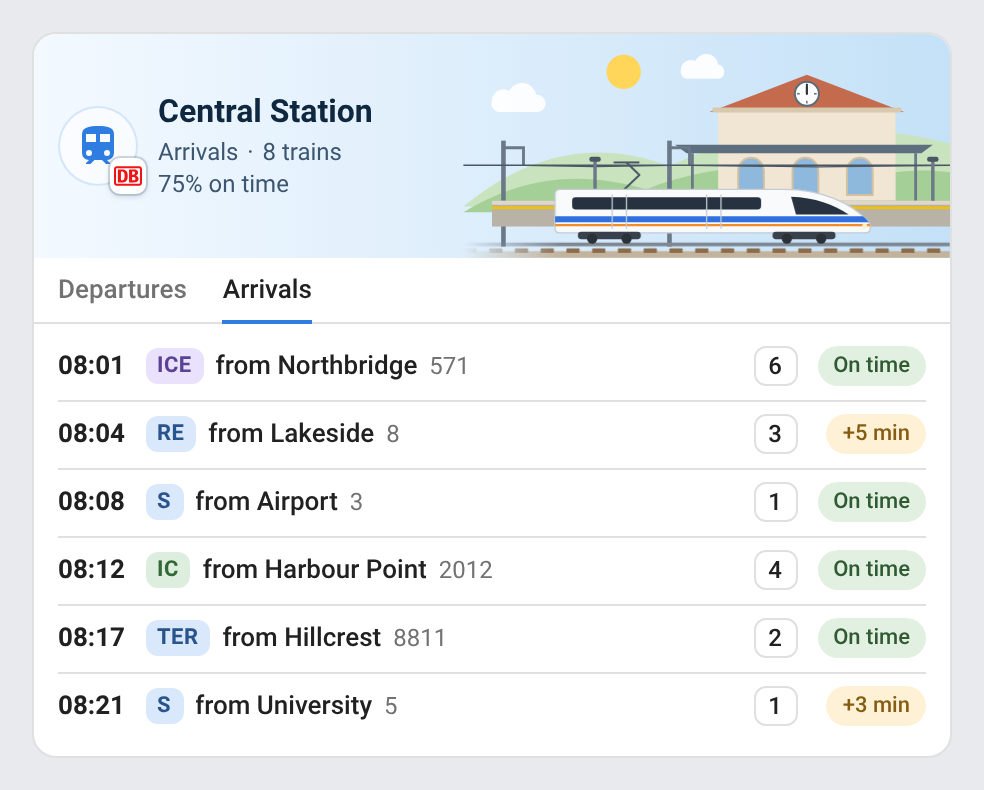 Central Station
Arrivals · 8 trains
75% on time
DB
Departures Arrivals
08:01 ICE from Northbridge 571 6 On time
08:04 RE from Lakeside 8 3 +5 min
08:08 S from Airport 3 1 On time
08:12 IC from Harbour Point 2012 4 On time
08:17 TER from Hillcrest 8811 2 On time
08:21 S from University 5 1 +3 min